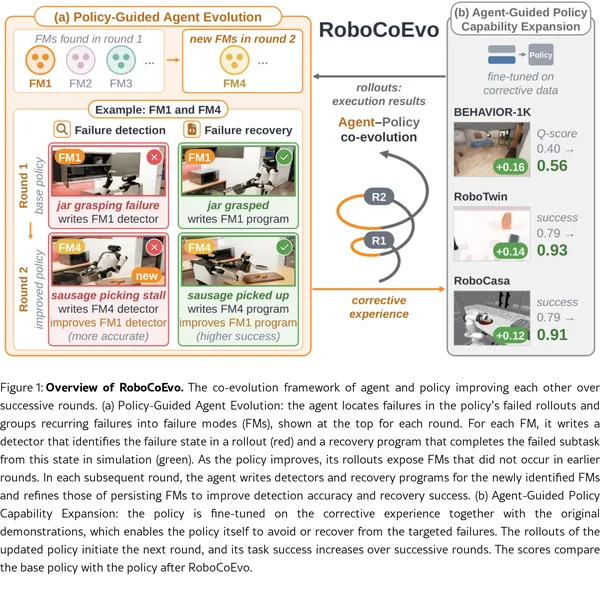 (a) Policy-Guided Agent Evolution
FMs found in round 1
new FMs in round 2
FM1
FM2
FM3
...
FM4
...
Example: FM1 and FM4
Failure detection
Failure recovery
Round 1
base policy
FM1
jar grasping failure
writes FM1 detector
FM1
jar grasped
writes FM1 program
Round 2
improved policy
FM4
new
sausage picking stall
writes FM4 detector
improves FM1 detector
(more accurate)
FM4
sausage picked up
writes FM4 program
improves FM1 program
(higher success)
RoboCoEvo
rollouts:
execution results
Agent–Policy
co-evolution
R2
R1
corrective
experience
(b) Agent-Guided Policy
Capability Expansion
Policy
fine-tuned on
corrective data
BEHAVIOR-1K
+0.16
Q-score
0.40 →
0.56
RoboTwin
+0.14
success
0.79 →
0.93
RoboCasa
+0.12
success
0.79 →
0.91
Figure 1: Overview of RoboCoEvo. The co-evolution framework of agent and policy improving each other over
successive rounds. (a) Policy-Guided Agent Evolution: the agent locates failures in the policy's failed rollouts and
groups recurring failures into failure modes (FMs), shown at the top for each round. For each FM, it writes a
detector that identifies the failure state in a rollout (red) and a recovery program that completes the failed subtask
from this state in simulation (green). As the policy improves, its rollouts expose FMs that did not occur in earlier
rounds. In each subsequent round, the agent writes detectors and recovery programs for the newly identified FMs
and refines those of persisting FMs to improve detection accuracy and recovery success. (b) Agent-Guided Policy
Capability Expansion: the policy is fine-tuned on the corrective experience together with the original
demonstrations, which enables the policy itself to avoid or recover from the targeted failures. The rollouts of the
updated policy initiate the next round, and its task success increases over successive rounds. The scores compare
the base policy with the policy after RoboCoEvo.